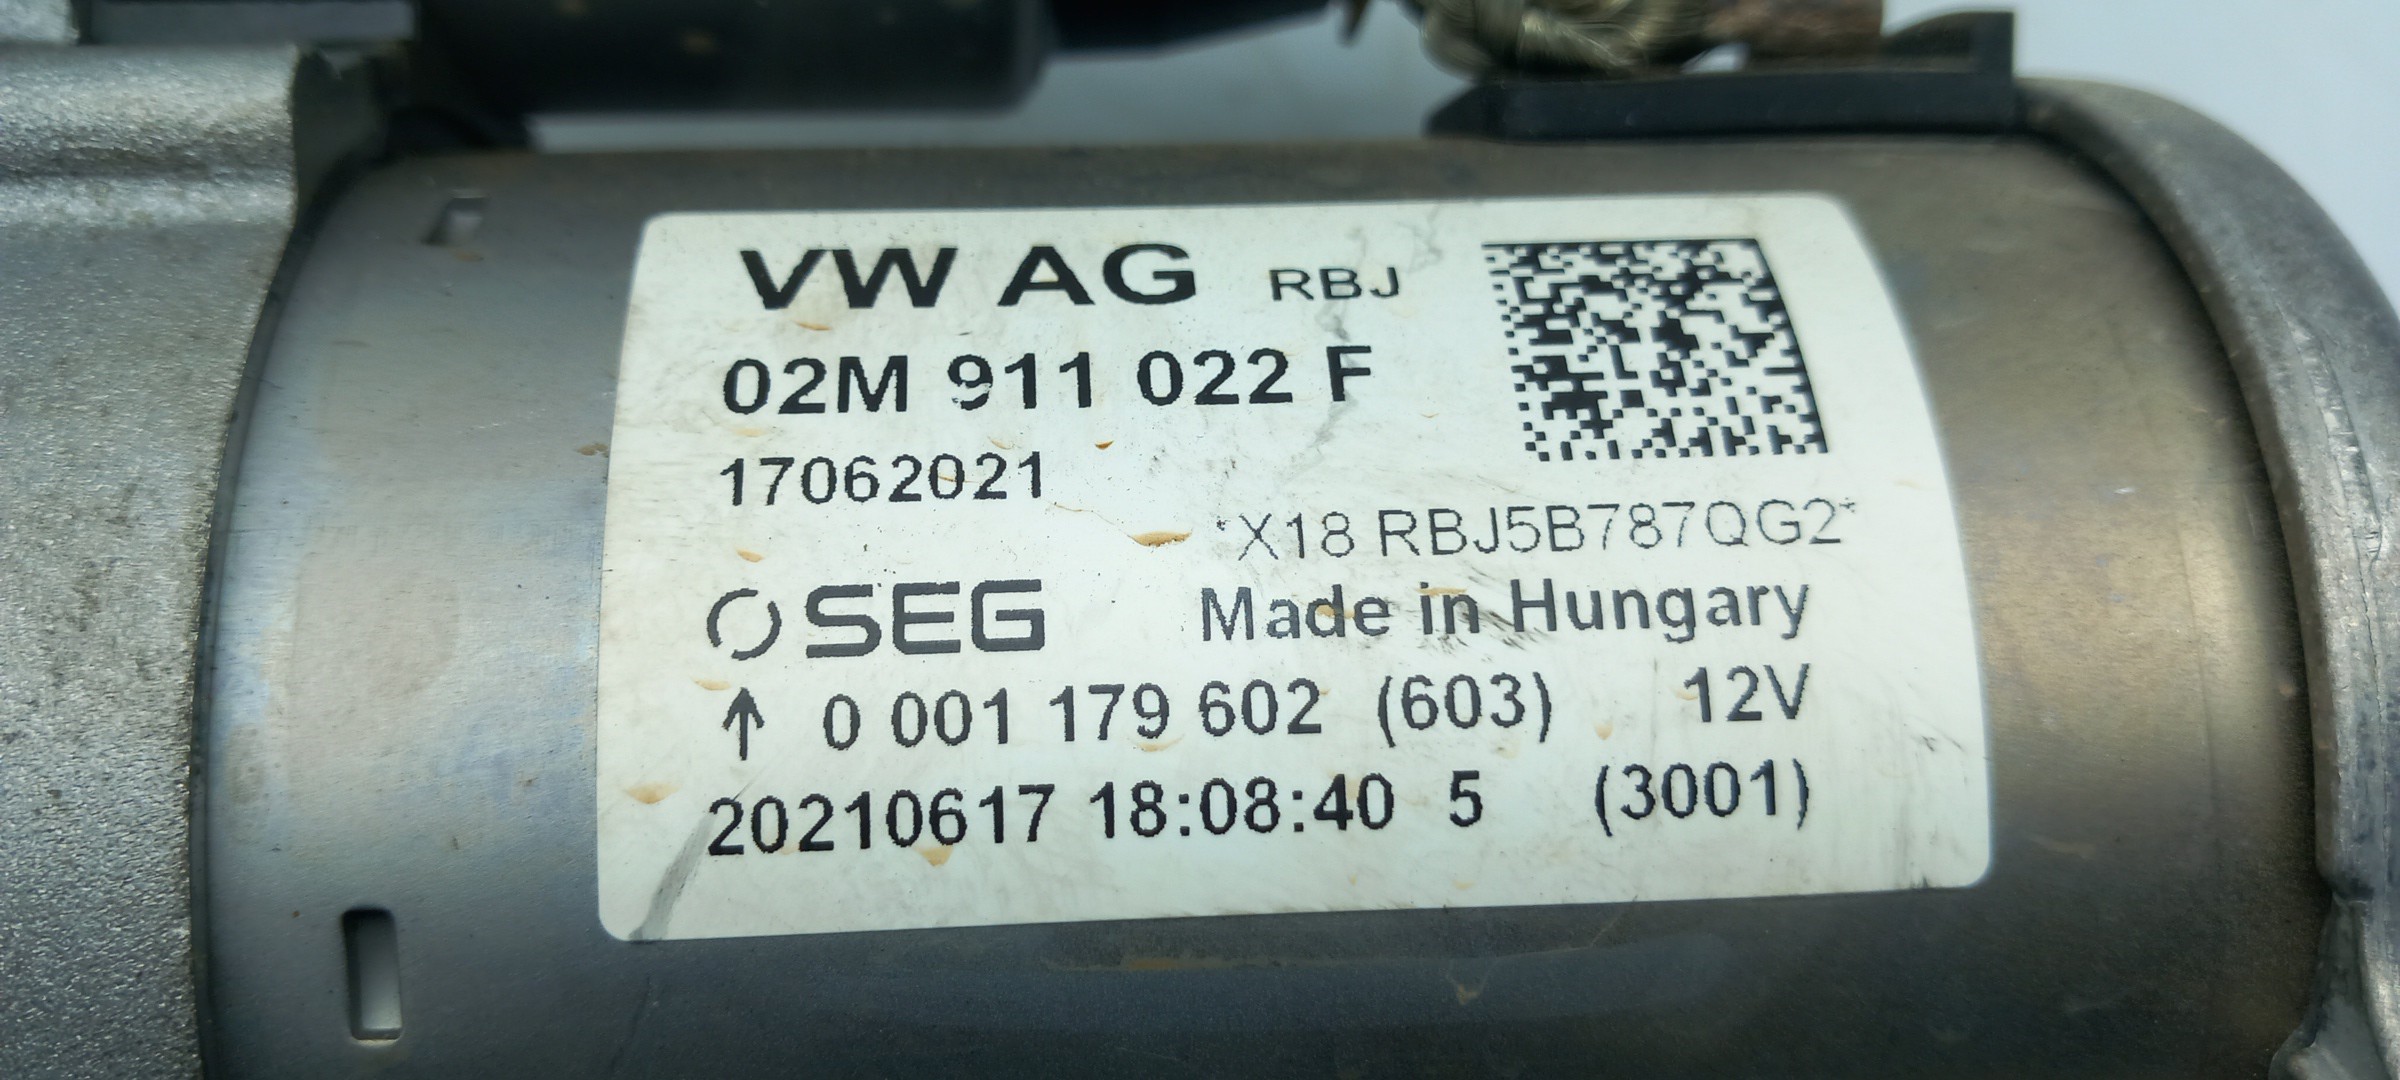 VW AG RBJ
02M 911 022 F
17062021
*X18 RBJ5B787QG2*
SEG Made in Hungary
↑ 0 001 179 602 (603) 12V
20210617 18:08:40 5 (3001)